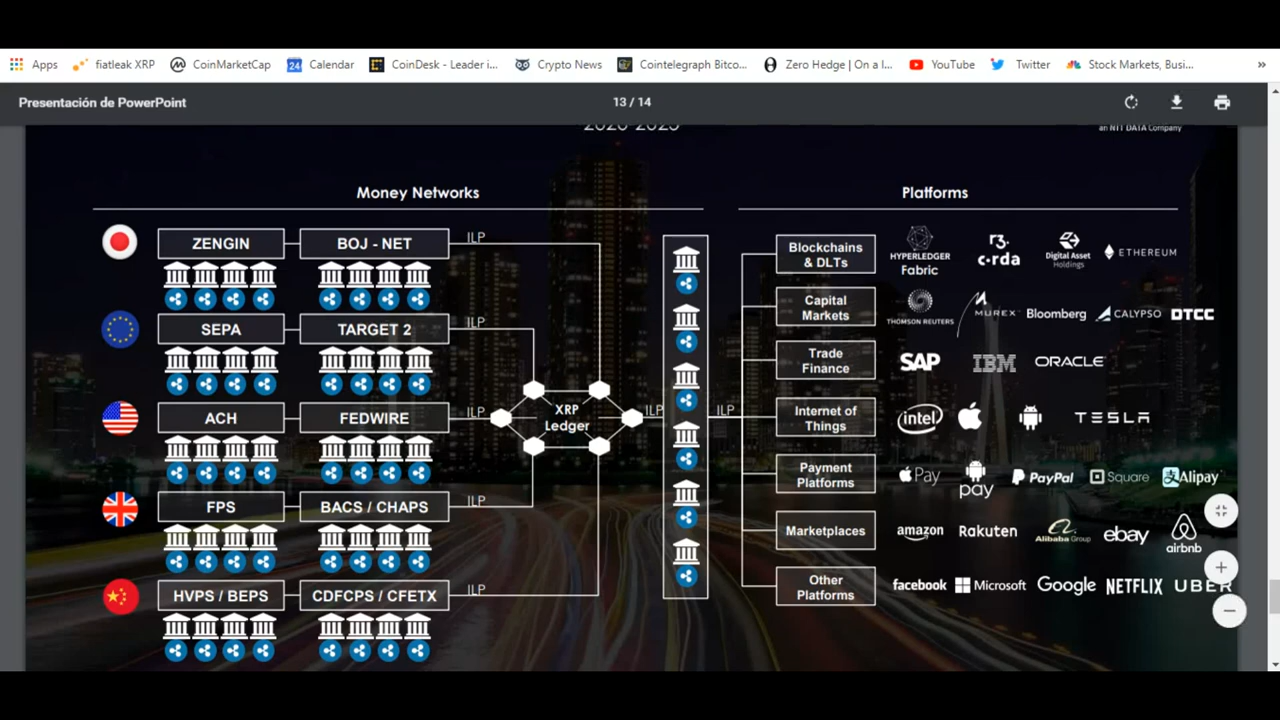 Apps fiatleak XRP CoinMarketCap 24 Calendar CoinDesk - Leader i... Crypto News Cointelegraph Bitco... Zero Hedge | On a l... YouTube Twitter Stock Markets, Busi... »
Presentación de PowerPoint 13 / 14
2020-2025
an NTT DATA Company
Money Networks Platforms
ZENGIN BOJ - NET ILP
SEPA TARGET 2 ILP
ACH FEDWIRE ILP
XRP
Ledger
ILP ILP
FPS BACS / CHAPS ILP
HVPS / BEPS CDFCPS / CFETX ILP
Blockchains
& DLTs
HYPERLEDGER
Fabric
r3.
c·rda
Digital Asset
Holdings
ETHEREUM
Capital
Markets
THOMSON REUTERS MUREX Bloomberg CALYPSO DTCC
Trade
Finance
SAP IBM ORACLE
Internet of
Things
intel TESLA
Payment
Platforms
Pay pay PayPal Square Alipay
Marketplaces
amazon Rakuten Alibaba Group ebay airbnb
Other
Platforms
facebook Microsoft Google NETFLIX UBER